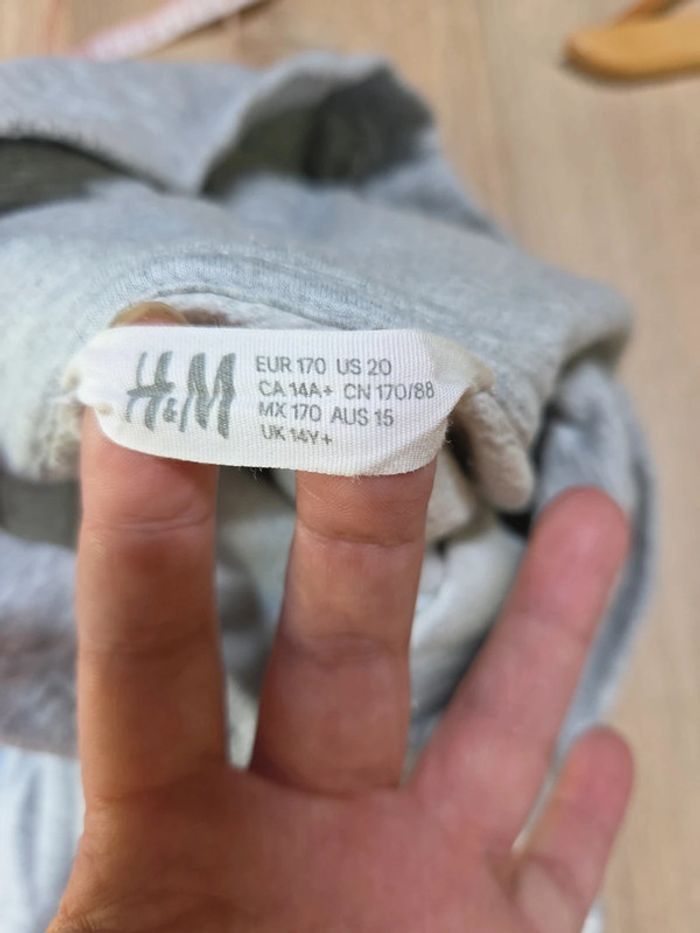 H&M
EUR 170 US 20
CA 14A+ CN 170/88
MX 170 AUS 15
UK 14Y+